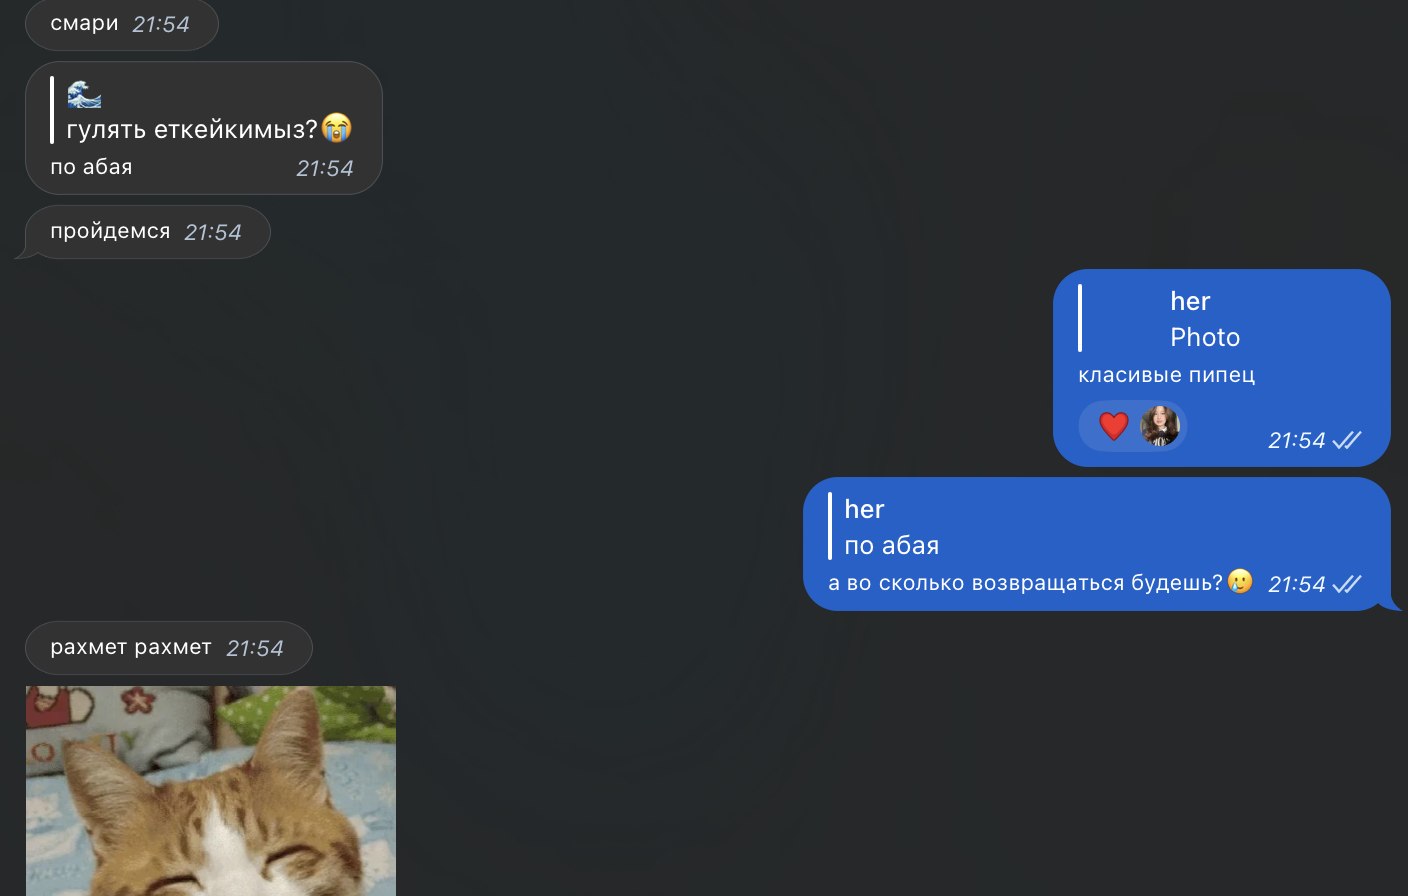 смари 21:54
🌊
гулять еткейкимыз?😭
по абая 21:54
пройдемся 21:54
her
Photo
класивые пипец
❤️ 21:54
her
по абая
а во сколько возвращаться будешь?🥲 21:54
рахмет рахмет 21:54